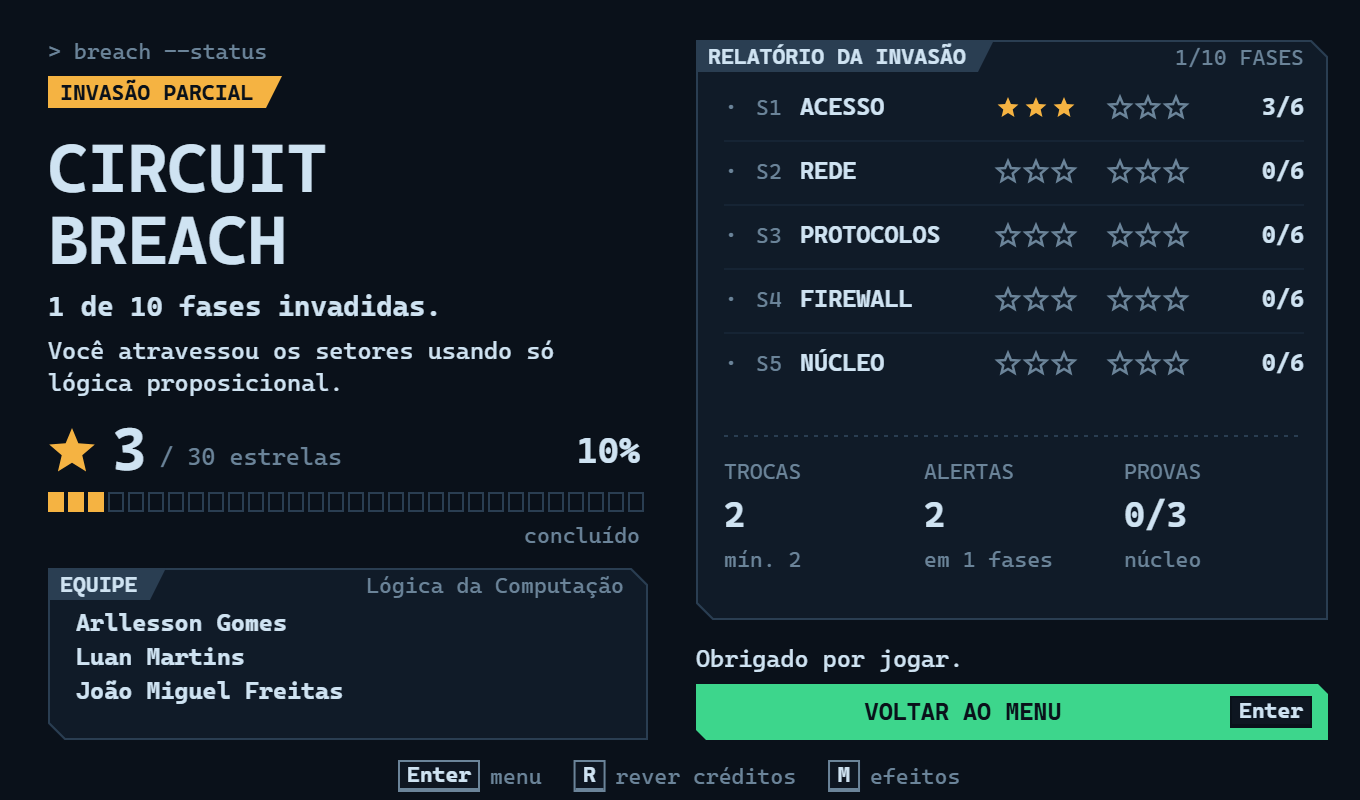 > breach --status
INVASÃO PARCIAL
CIRCUIT
BREACH
1 de 10 fases invadidas.
Você atravessou os setores usando só
lógica proposicional.
3 / 30 estrelas 10%
concluído
EQUIPE Lógica da Computação
Arllesson Gomes
Luan Martins
João Miguel Freitas
RELATÓRIO DA INVASÃO 1/10 FASES
· S1 ACESSO ★★★ ☆☆☆ 3/6
· S2 REDE ☆☆☆ ☆☆☆ 0/6
· S3 PROTOCOLOS ☆☆☆ ☆☆☆ 0/6
· S4 FIREWALL ☆☆☆ ☆☆☆ 0/6
· S5 NÚCLEO ☆☆☆ ☆☆☆ 0/6
TROCAS ALERTAS PROVAS
2 2 0/3
mín. 2 em 1 fases núcleo
Obrigado por jogar.
VOLTAR AO MENU Enter
Enter menu R rever créditos M efeitos